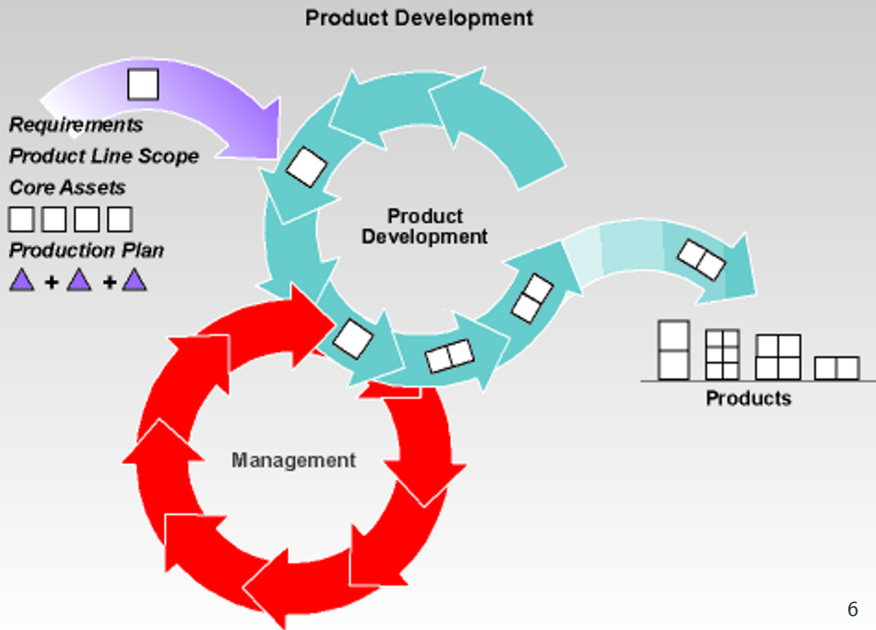 Product Development
Requirements
Product Line Scope
Core Assets
Production Plan
+ +
Product
Development
Products
Management
6